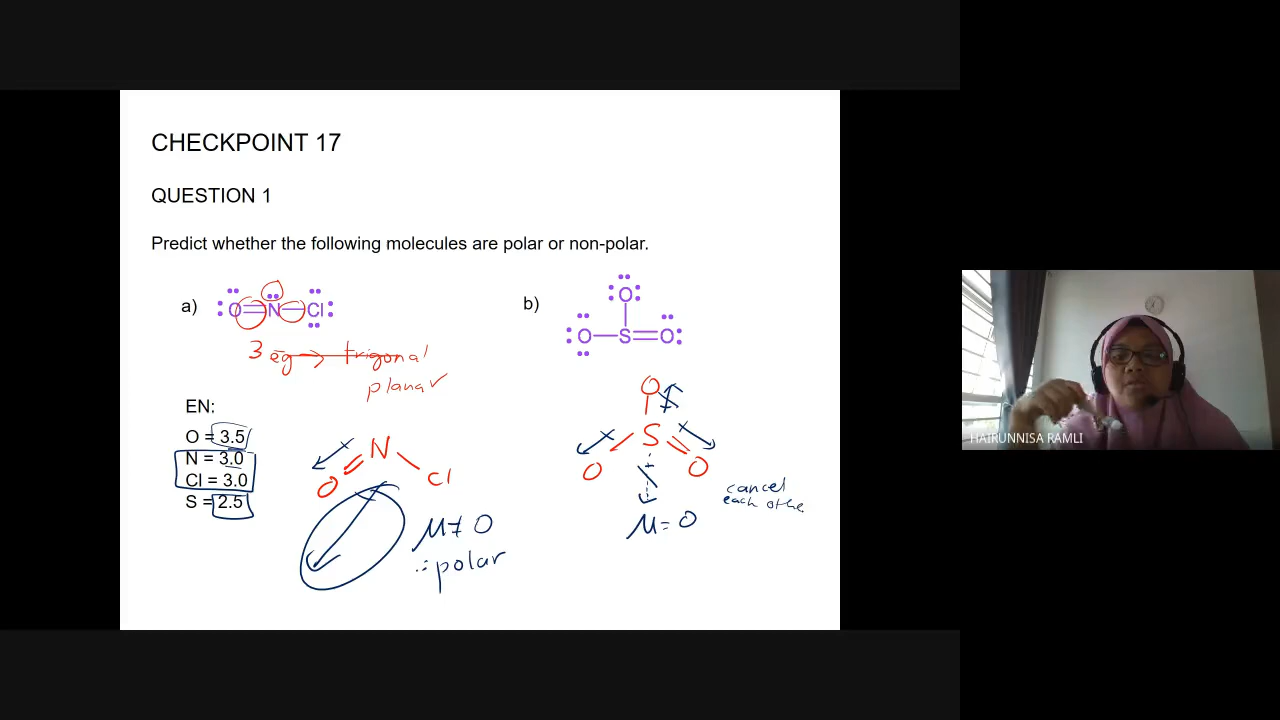 CHECKPOINT 17
QUESTION 1
Predict whether the following molecules are polar or non-polar.
a)
O=N-Cl
b)
O
O-S=O
3 eg → trigonal
planar
EN:
O = 3.5
N = 3.0
Cl = 3.0
S = 2.5
N
O
Cl
μ ≠ 0
∴ polar
O
S
O
O
cancel
each othe
μ = 0
HAIRUNNISA RAMLI